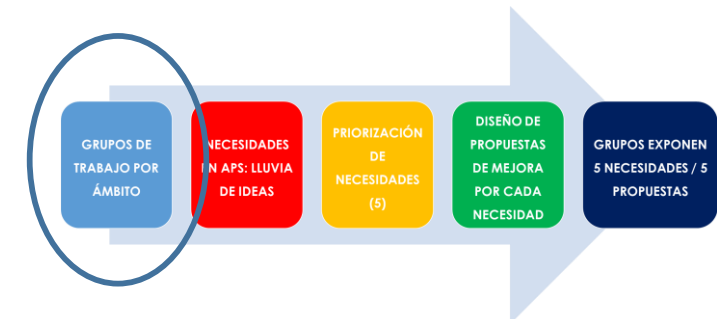 GRUPOS DE
TRABAJO POR
ÁMBITO
NECESIDADES
EN APS: LLUVIA
DE IDEAS
PRIORIZACIÓN
DE
NECESIDADES
(5)
DISEÑO DE
PROPUESTAS
DE MEJORA
POR CADA
NECESIDAD
GRUPOS EXPONEN
5 NECESIDADES / 5
PROPUESTAS